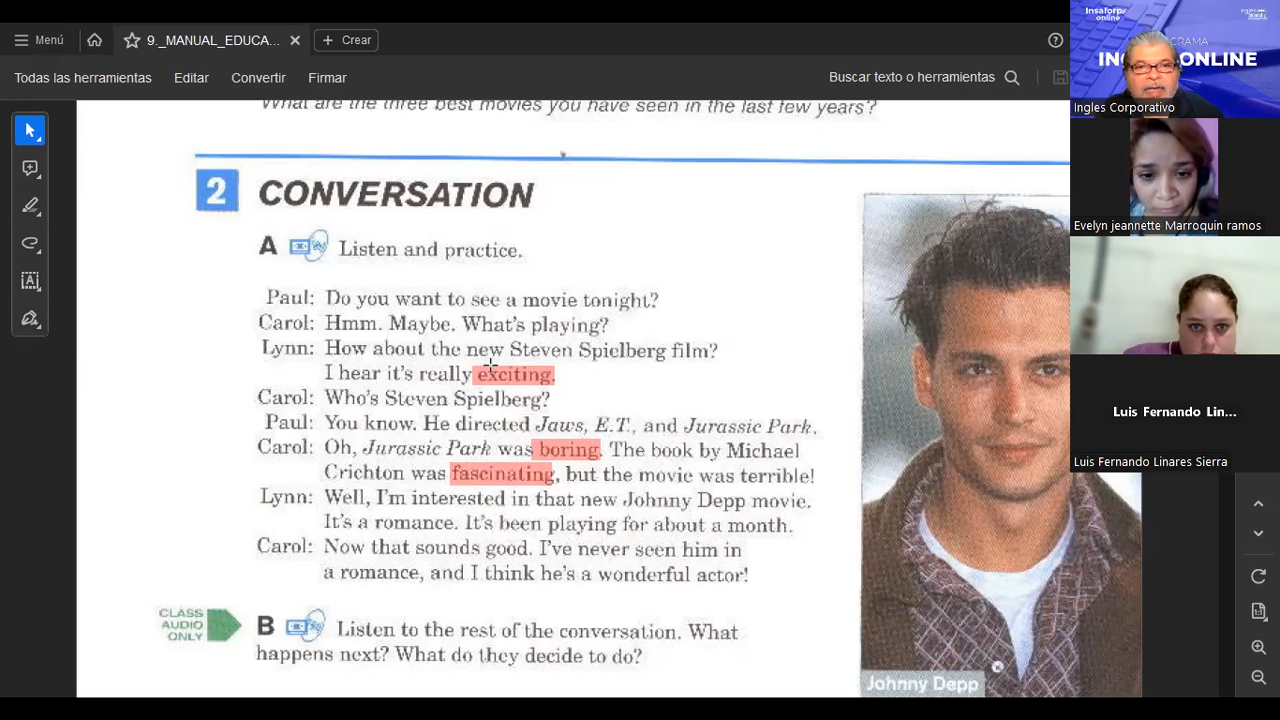 Menú
9._MANUAL_EDUCA...
Crear
Todas las herramientas
Editar
Convertir
Firmar
Buscar texto o herramientas
What are the three best movies you have seen in the last few years?
2 CONVERSATION
A Listen and practice.
Paul: Do you want to see a movie tonight?
Carol: Hmm. Maybe. What's playing?
Lynn: How about the new Steven Spielberg film?
I hear it's really exciting.
Carol: Who's Steven Spielberg?
Paul: You know. He directed Jaws, E.T., and Jurassic Park.
Carol: Oh, Jurassic Park was boring. The book by Michael
Crichton was fascinating, but the movie was terrible!
Lynn: Well, I'm interested in that new Johnny Depp movie.
It's a romance. It's been playing for about a month.
Carol: Now that sounds good. I've never seen him in
a romance, and I think he's a wonderful actor!
CLASS
AUDIO
ONLY
B Listen to the rest of the conversation. What
happens next? What do they decide to do?
Johnny Depp
Insaforp
online
ONLINE
Ingles Corporativo
Evelyn jeannette Marroquin ramos
Luis Fernando Lin...
Luis Fernando Linares Sierra